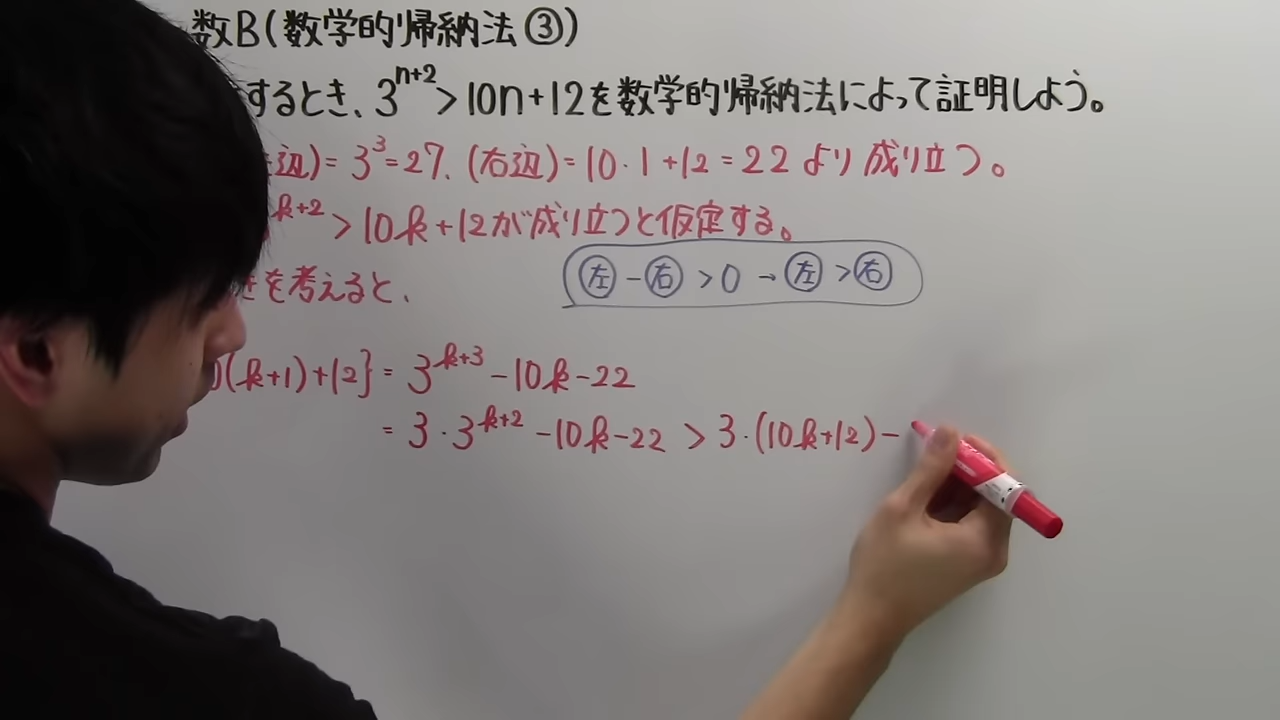 数B(数学的帰納法③)
するとき、3^{n+2}>10n+12を数学的帰納法によって証明しよう。
辺)=3^3=27、(右辺)=10・1+12=22より成り立つ。
k+2>10k+12が成り立つと仮定する。
㊧-㊨>0→㊧>㊨
を考えると、
(k+1)+12}=3^{k+3}-10k-22
=3・3^{k+2}-10k-22>3・(10k+12)-